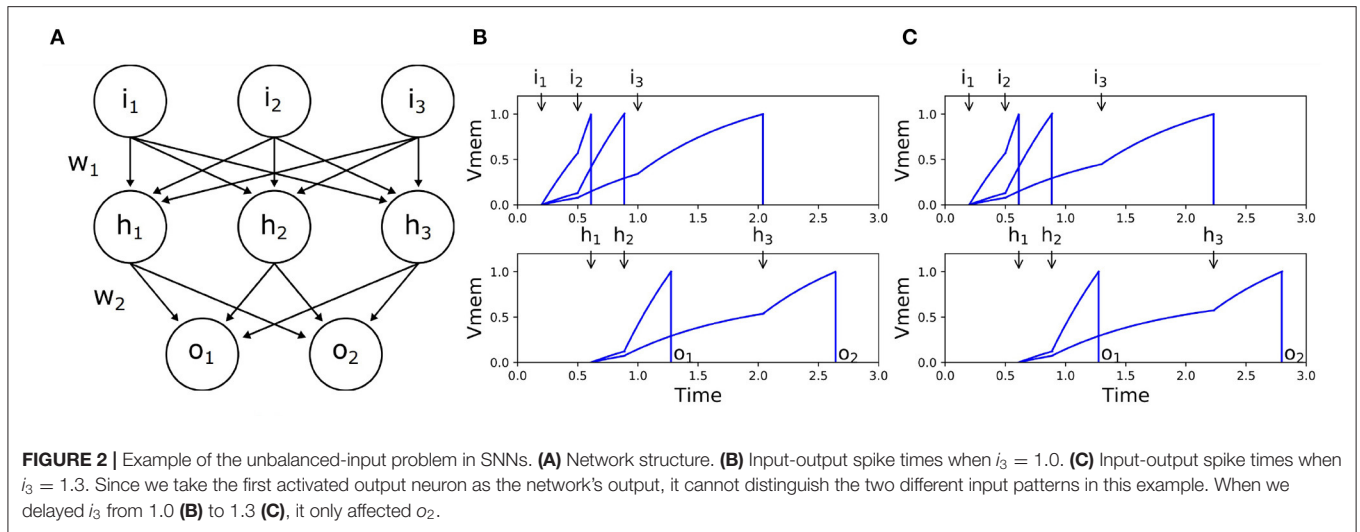 A
i₁
i₂
i₃
w₁
h₁
h₂
h₃
w₂
o₁
o₂
B
i₁
i₂
i₃
Vmem
1.0
0.5
0.0
0.0 0.5 1.0 1.5 2.0 2.5 3.0
h₁
h₂
h₃
Vmem
1.0
0.5
0.0
o₁
o₂
0.0 0.5 1.0 1.5 2.0 2.5 3.0
Time
C
i₁
i₂
i₃
Vmem
1.0
0.5
0.0
0.0 0.5 1.0 1.5 2.0 2.5 3.0
h₁
h₂
h₃
Vmem
1.0
0.5
0.0
o₁
o₂
0.0 0.5 1.0 1.5 2.0 2.5 3.0
Time
FIGURE 2 | Example of the unbalanced-input problem in SNNs. (A) Network structure. (B) Input-output spike times when i₃ = 1.0. (C) Input-output spike times when
i₃ = 1.3. Since we take the first activated output neuron as the network's output, it cannot distinguish the two different input patterns in this example. When we
delayed i₃ from 1.0 (B) to 1.3 (C), it only affected o₂.